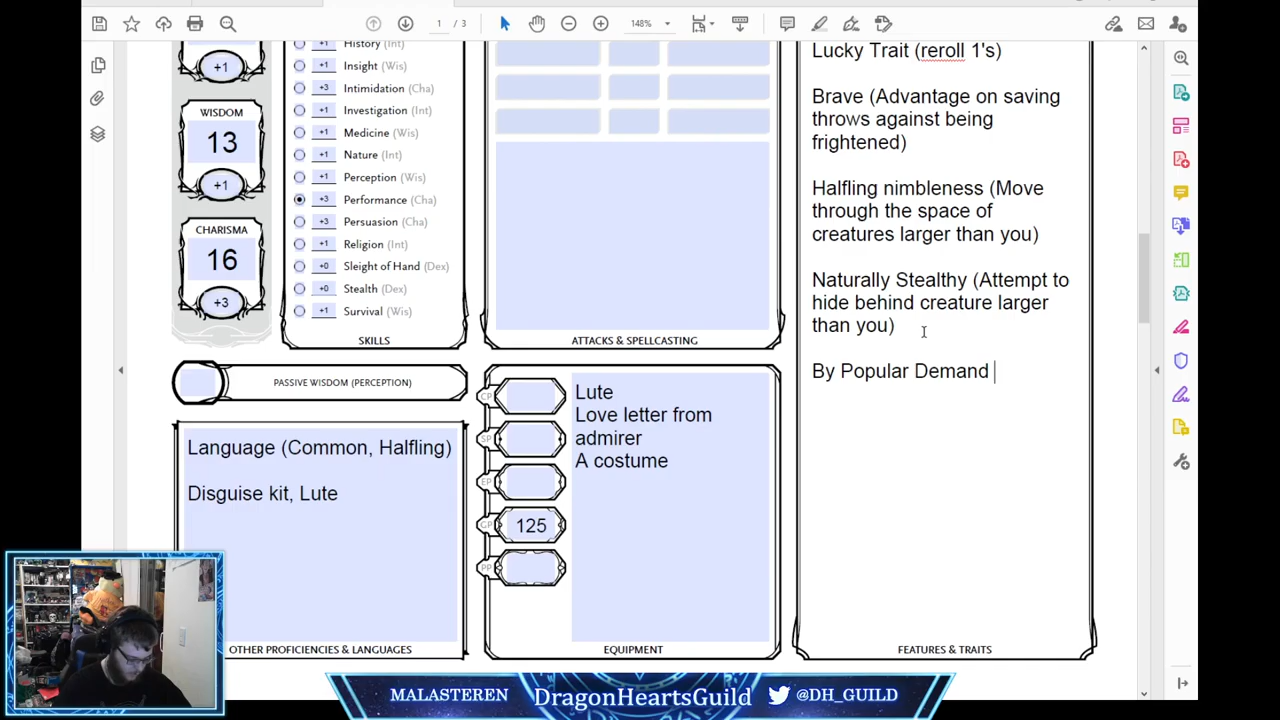 1 / 3
148%
+1
WISDOM
13
+1
CHARISMA
16
+3
+1 History (Int)
+1 Insight (Wis)
+3 Intimidation (Cha)
+1 Investigation (Int)
+1 Medicine (Wis)
+1 Nature (Int)
+1 Perception (Wis)
+3 Performance (Cha)
+3 Persuasion (Cha)
+1 Religion (Int)
+0 Sleight of Hand (Dex)
+0 Stealth (Dex)
+1 Survival (Wis)
SKILLS
PASSIVE WISDOM (PERCEPTION)
Language (Common, Halfling)
Disguise kit, Lute
OTHER PROFICIENCIES & LANGUAGES
ATTACKS & SPELLCASTING
CP
SP
EP
GP
125
PP
Lute
Love letter from
admirer
A costume
EQUIPMENT
Lucky Trait (reroll 1's)
Brave (Advantage on saving
throws against being
frightened)
Halfling nimbleness (Move
through the space of
creatures larger than you)
Naturally Stealthy (Attempt to
hide behind creature larger
than you)
By Popular Demand
FEATURES & TRAITS
MALASTEREN
DragonHeartsGuild
@DH_GUILD